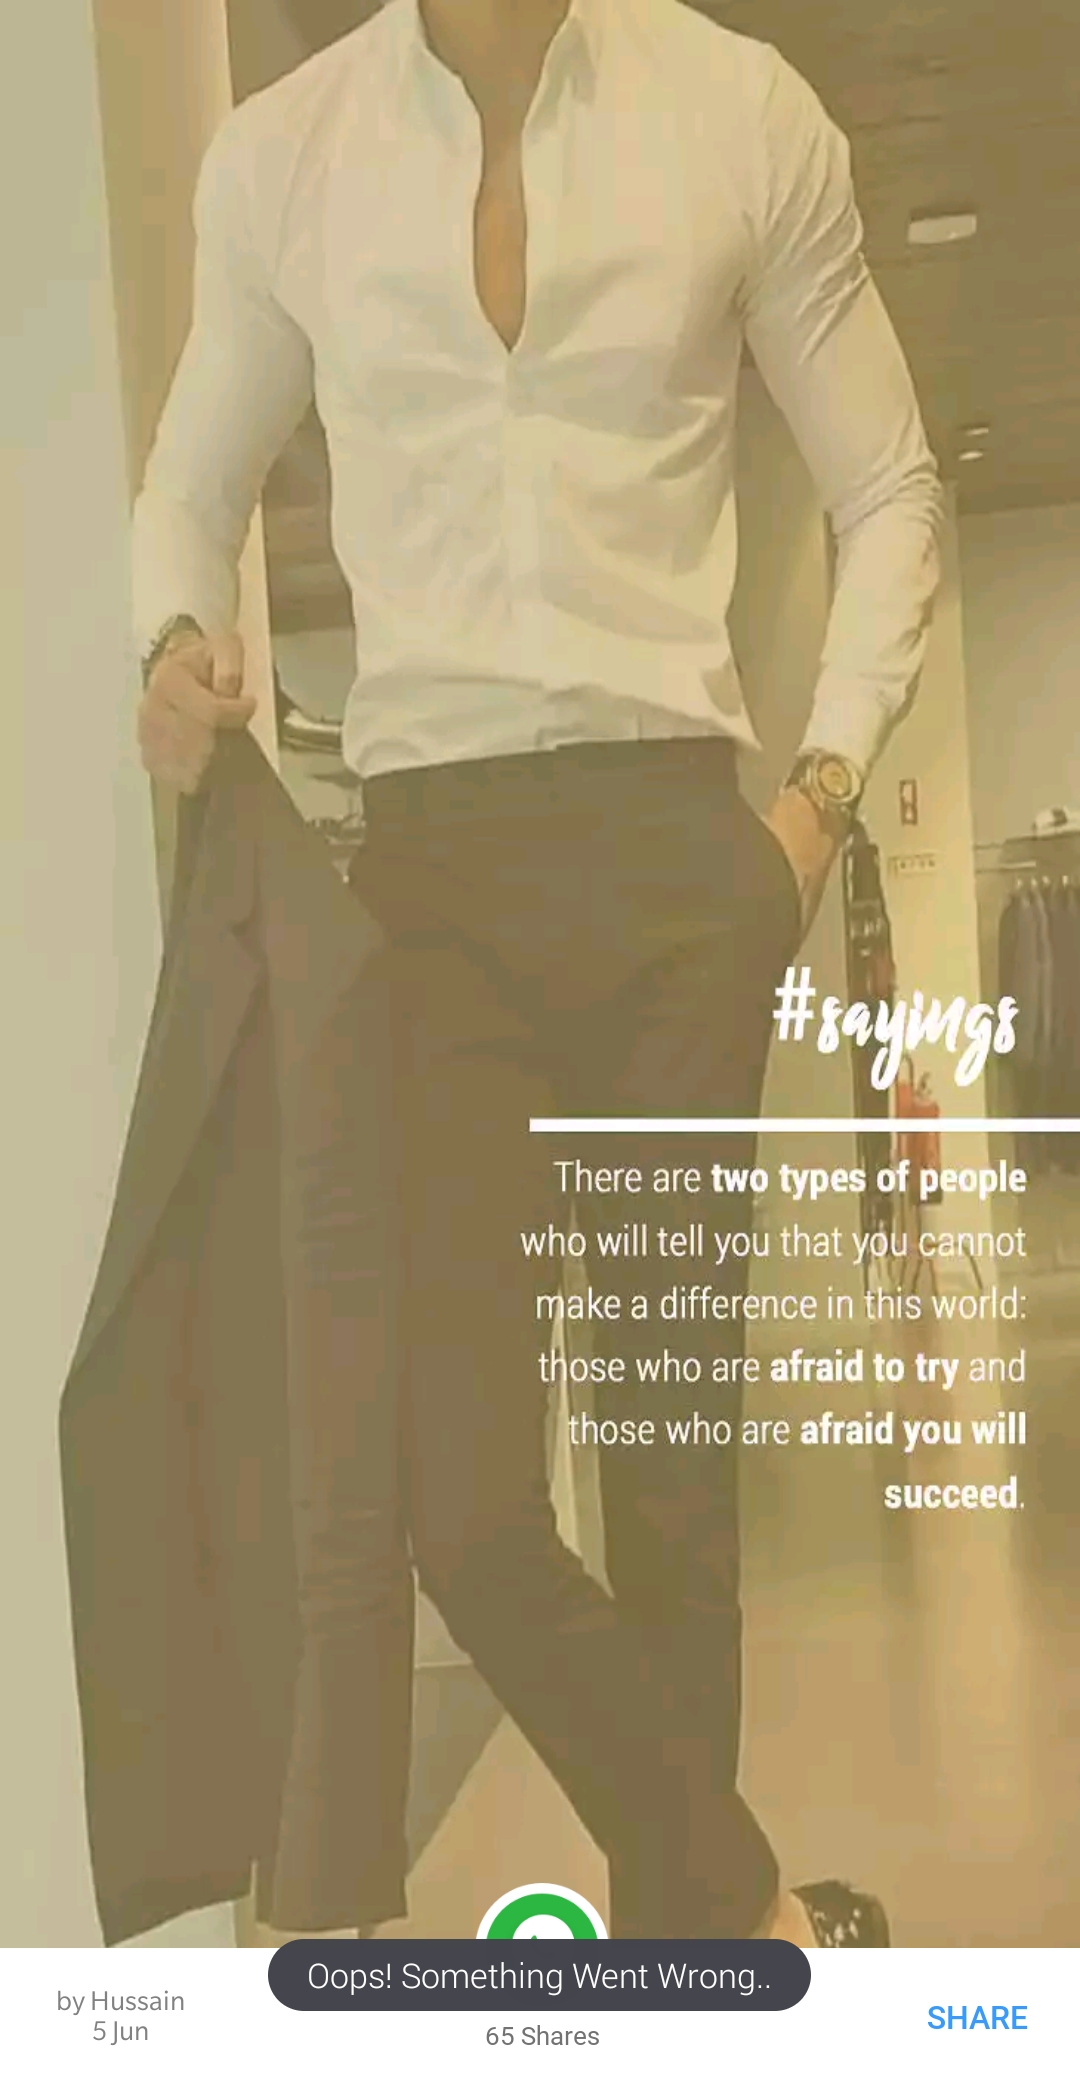 #sayings
There are two types of people
who will tell you that you cannot
make a difference in this world:
those who are afraid to try and
those who are afraid you will
succeed.
Oops! Something Went Wrong..
by Hussain
5 Jun
65 Shares
SHARE